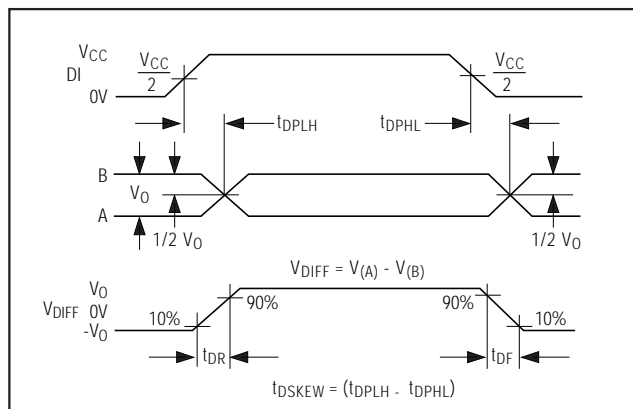 VCC
DI
0V
VCC
2
VCC
2
tDPLH
tDPHL
B
VO
A
1/2 VO
1/2 VO
VDIFF = V(A) - V(B)
VO
VDIFF 0V
-VO
10%
90%
90%
10%
tDR
tDF
tDSKEW = (tDPLH - tDPHL)